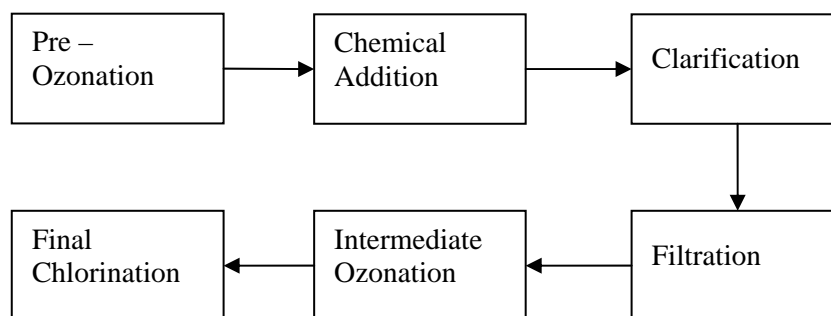 Pre –
Ozonation
Chemical
Addition
Clarification
Filtration
Intermediate
Ozonation
Final
Chlorination